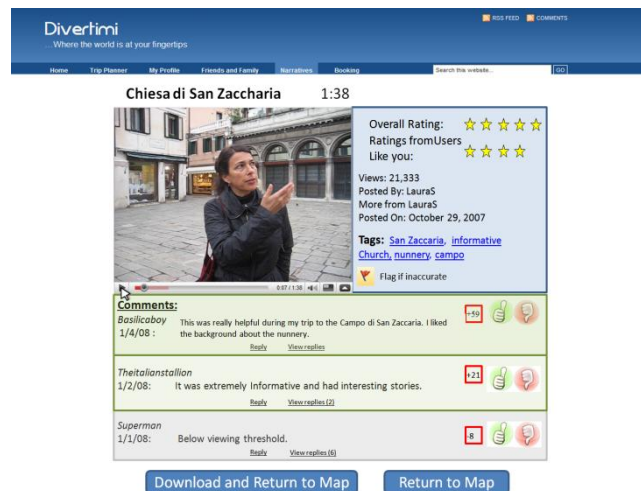 RSS FEED COMMENTS
Divertimi
...Where the world is at your fingertips
Home Trip Planner My Profile Friends and Family Narratives Booking Search this website... GO
Chiesa di San Zaccharia 1:38
Overall Rating:
Ratings fromUsers
Like you:
Views: 21,333
Posted By: LauraS
More from LauraS
Posted On: October 29, 2007
Tags: San Zaccaria, informative
Church, nunnery, campo
Flag if inaccurate
0:07 / 1:38
Comments:
Basilicaboy
1/4/08 : This was really helpful during my trip to the Campo di San Zaccaria. I liked
the background about the nunnery.
+59
Reply View replies
Theitalianstallion
1/2/08: It was extremely Informative and had interesting stories.
+21
Reply View replies (2)
Superman
1/1/08: Below viewing threshold.
-8
Reply View replies (6)
Download and Return to Map Return to Map